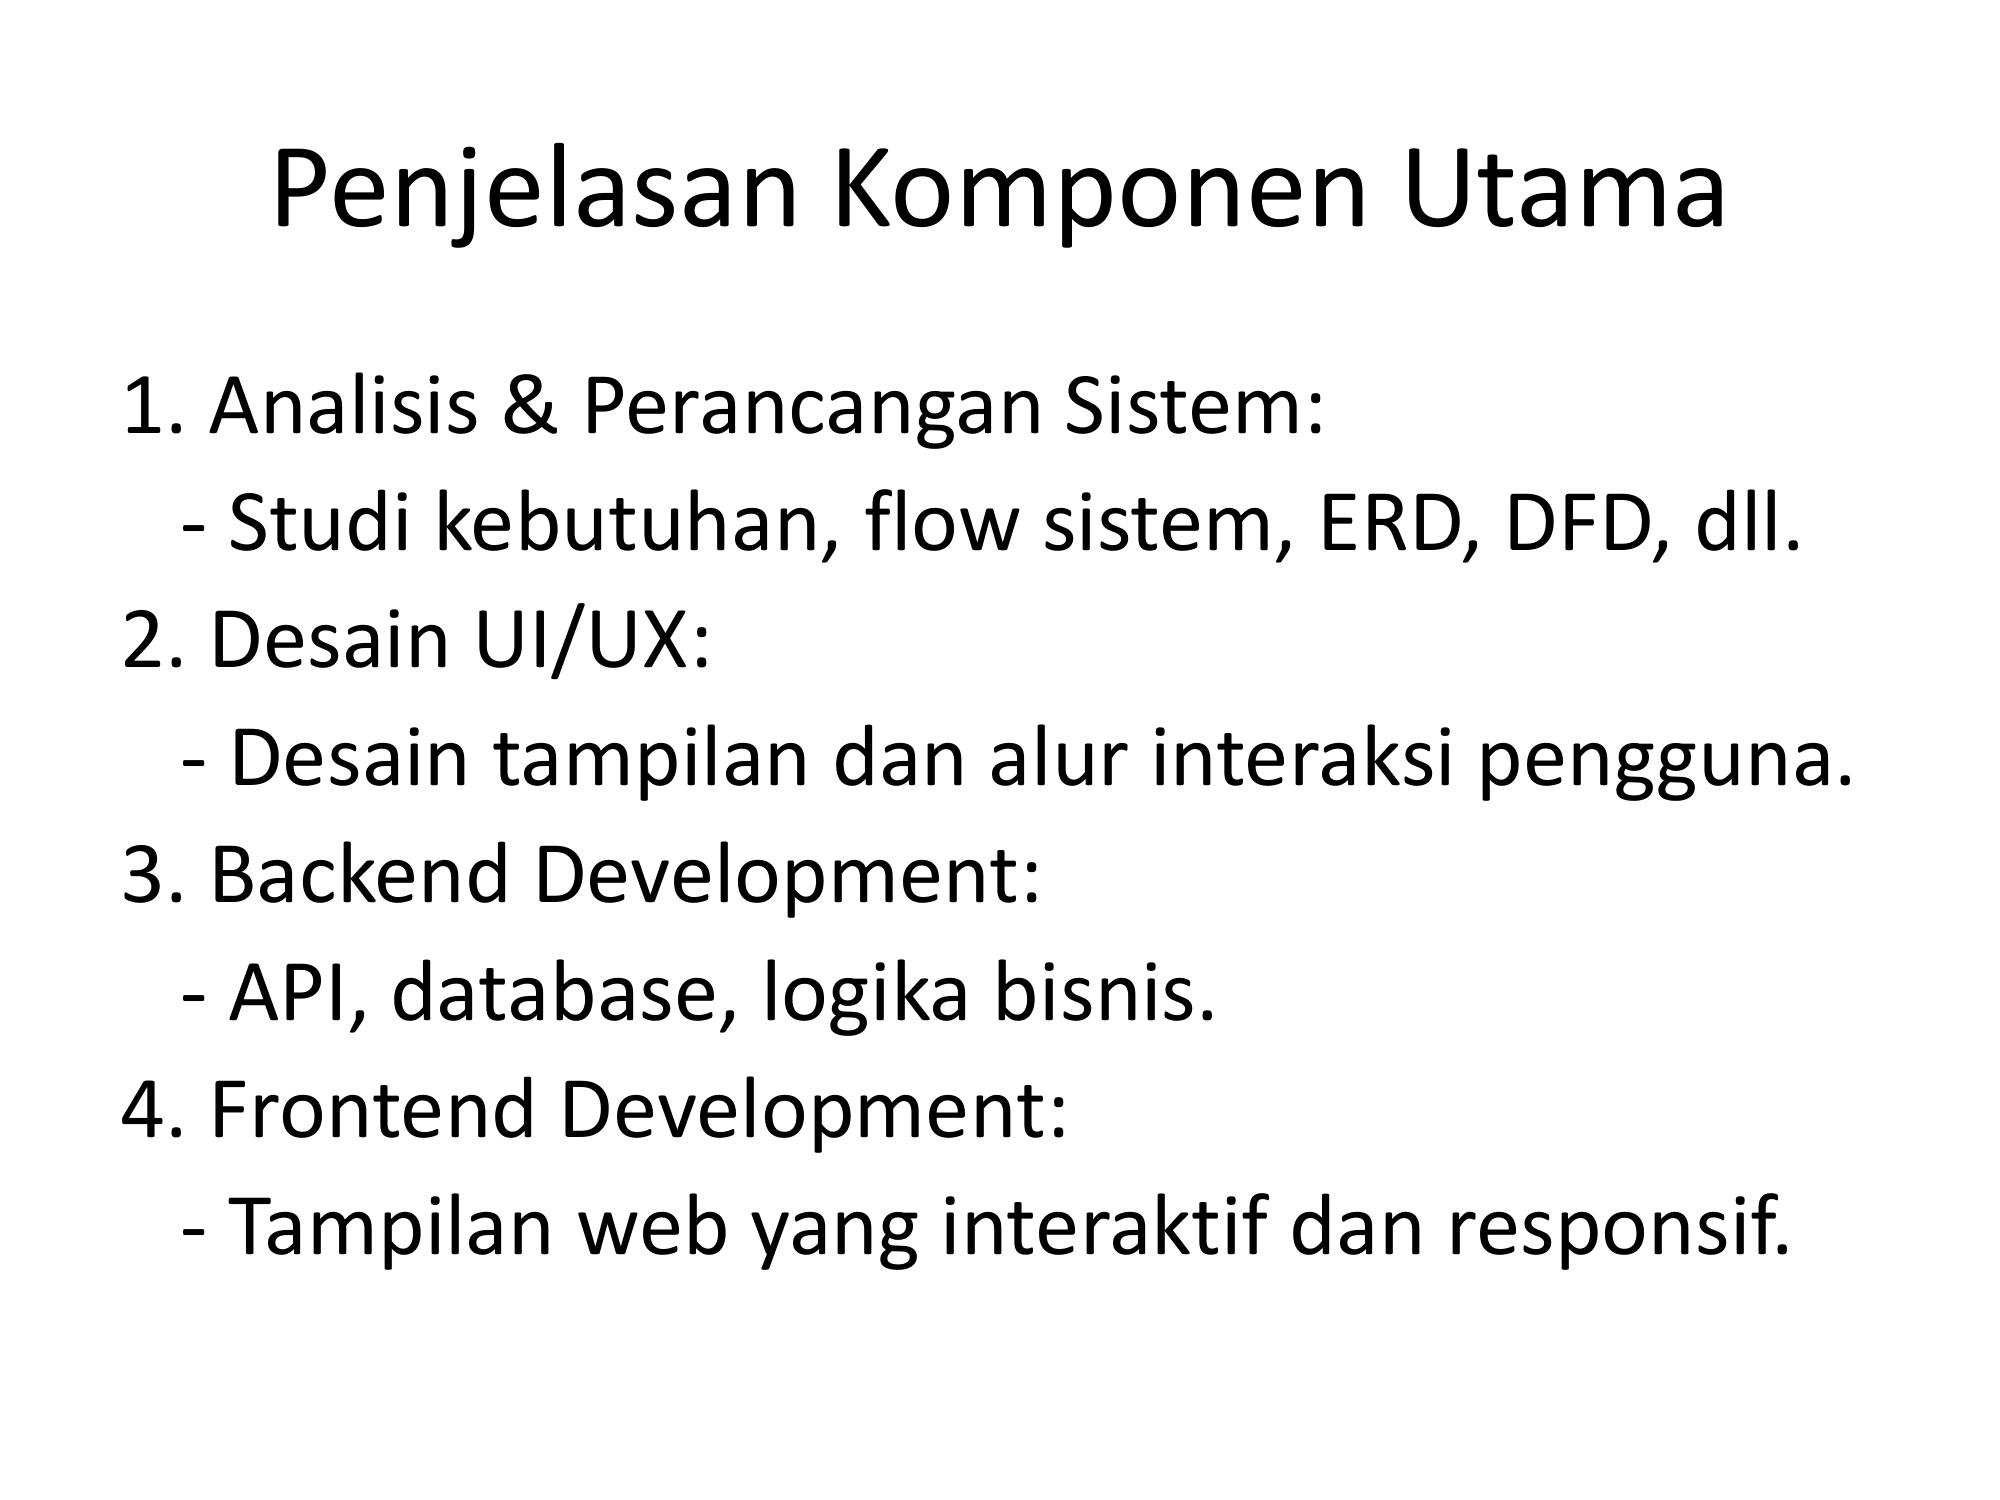 Penjelasan Komponen Utama
1. Analisis & Perancangan Sistem:
- Studi kebutuhan, flow sistem, ERD, DFD, dll.
2. Desain UI/UX:
- Desain tampilan dan alur interaksi pengguna.
3. Backend Development:
- API, database, logika bisnis.
4. Frontend Development:
- Tampilan web yang interaktif dan responsif.